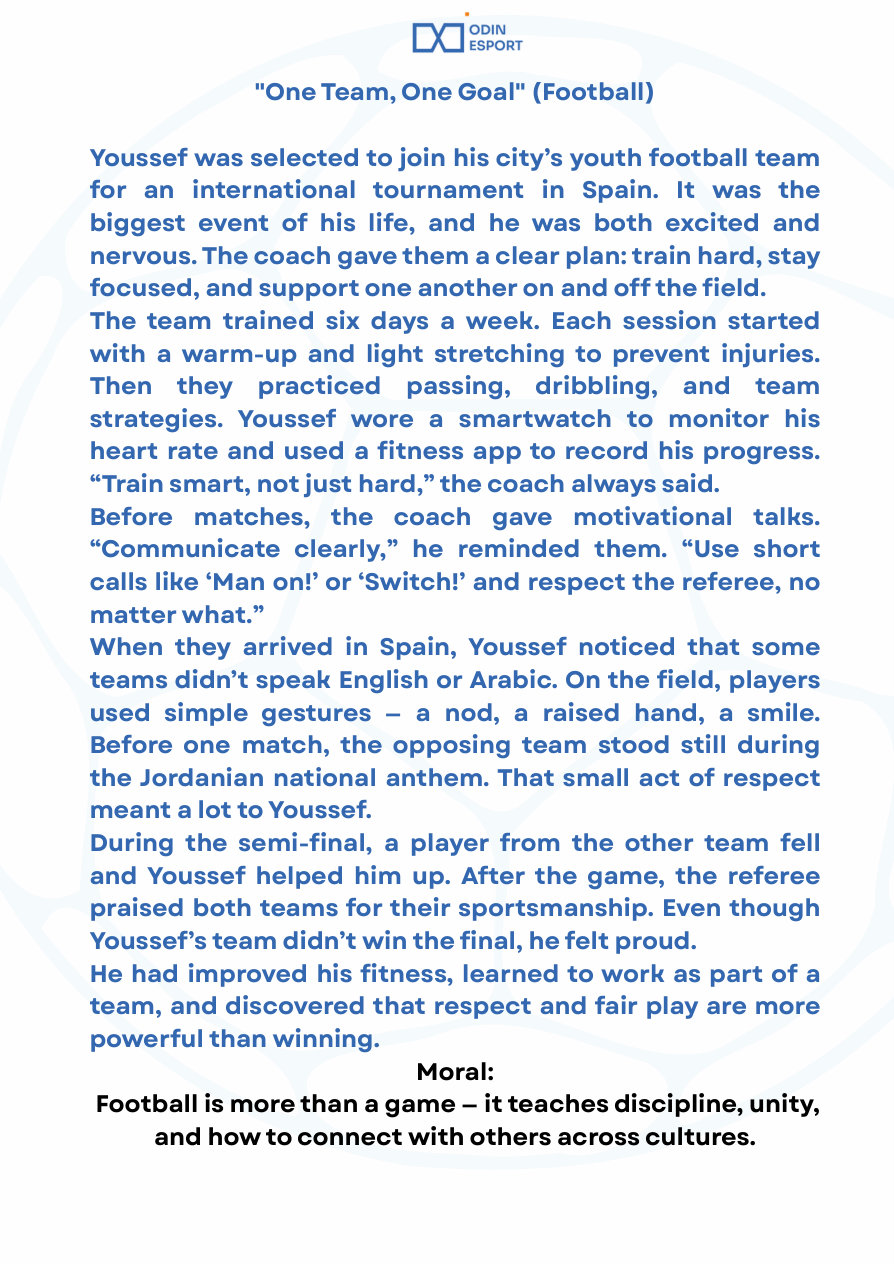 ODIN
ESPORT
"One Team, One Goal" (Football)
Youssef was selected to join his city’s youth football team
for an international tournament in Spain. It was the
biggest event of his life, and he was both excited and
nervous. The coach gave them a clear plan: train hard, stay
focused, and support one another on and off the field.
The team trained six days a week. Each session started
with a warm-up and light stretching to prevent injuries.
Then they practiced passing, dribbling, and team
strategies. Youssef wore a smartwatch to monitor his
heart rate and used a fitness app to record his progress.
“Train smart, not just hard,” the coach always said.
Before matches, the coach gave motivational talks.
“Communicate clearly,” he reminded them. “Use short
calls like ‘Man on!’ or ‘Switch!’ and respect the referee, no
matter what.”
When they arrived in Spain, Youssef noticed that some
teams didn’t speak English or Arabic. On the field, players
used simple gestures – a nod, a raised hand, a smile.
Before one match, the opposing team stood still during
the Jordanian national anthem. That small act of respect
meant a lot to Youssef.
During the semi-final, a player from the other team fell
and Youssef helped him up. After the game, the referee
praised both teams for their sportsmanship. Even though
Youssef’s team didn’t win the final, he felt proud.
He had improved his fitness, learned to work as part of a
team, and discovered that respect and fair play are more
powerful than winning.
Moral:
Football is more than a game – it teaches discipline, unity,
and how to connect with others across cultures.